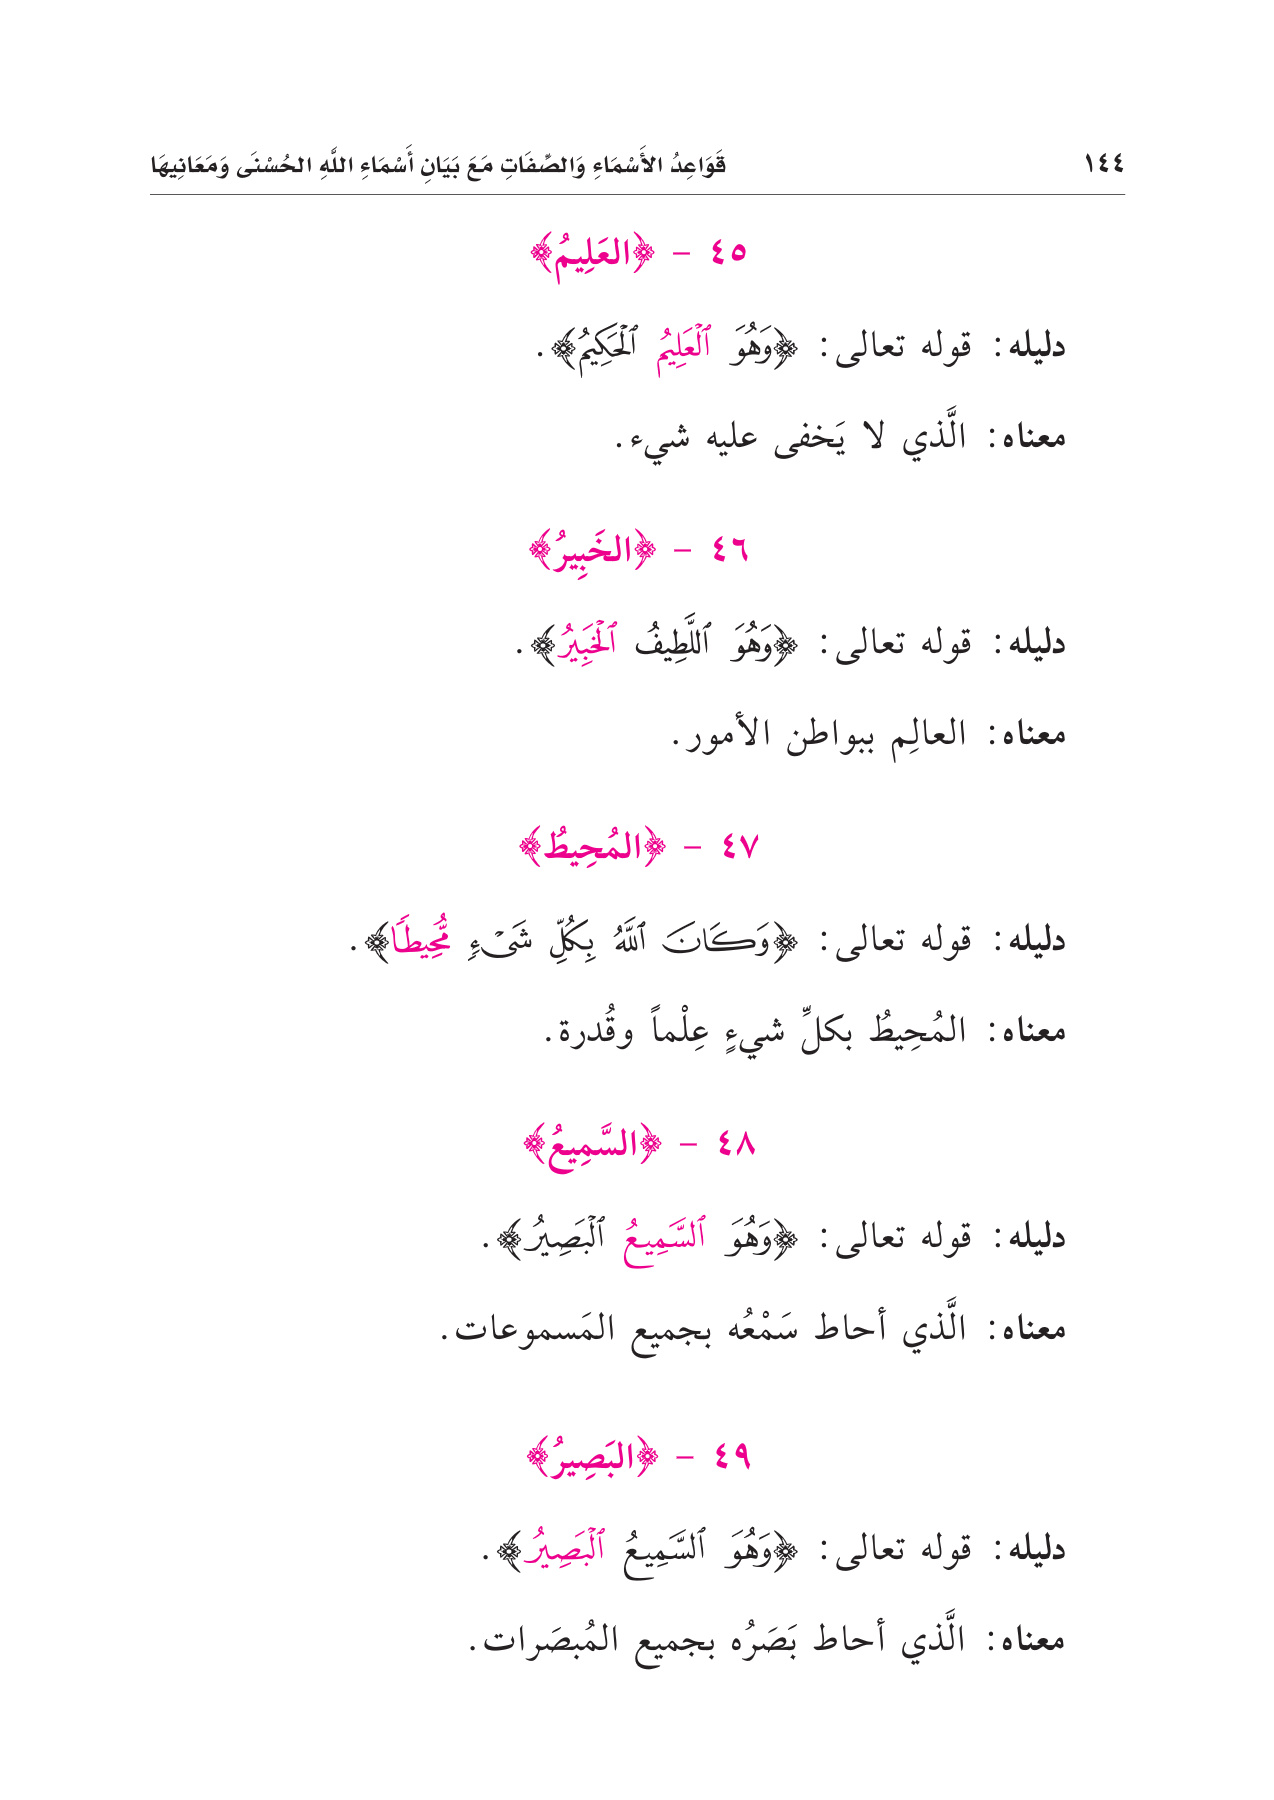 ١٤٤ قَوَاعِدُ الأَسْمَاءِ وَالصِّفَاتِ مَعَ بَيَانِ أَسْمَاءِ اللَّهِ الحُسْنَى وَمَعَانِيهَا
٤٥ - ﴿العَلِيمُ﴾
دليله: قوله تعالى: ﴿وَهُوَ ٱلْعَلِيمُ ٱلْحَكِيمُ﴾.
معناه: الَّذي لا يَخفى عليه شيء.
٤٦ - ﴿الخَبِيرُ﴾
دليله: قوله تعالى: ﴿وَهُوَ ٱللَّطِيفُ ٱلْخَبِيرُ﴾.
معناه: العالِم ببواطن الأمور.
٤٧ - ﴿المُحِيطُ﴾
دليله: قوله تعالى: ﴿وَكَانَ ٱللَّهُ بِكُلِّ شَىْءٍ مُّحِيطًا﴾.
معناه: المُحِيطُ بكلِّ شيءٍ عِلْماً وقُدرة.
٤٨ - ﴿السَّمِيعُ﴾
دليله: قوله تعالى: ﴿وَهُوَ ٱلسَّمِيعُ ٱلْبَصِيرُ﴾.
معناه: الَّذي أحاط سَمْعُه بجميع المَسموعات.
٤٩ - ﴿البَصِيرُ﴾
دليله: قوله تعالى: ﴿وَهُوَ ٱلسَّمِيعُ ٱلْبَصِيرُ﴾.
معناه: الَّذي أحاط بَصَرُه بجميع المُبصَرات.